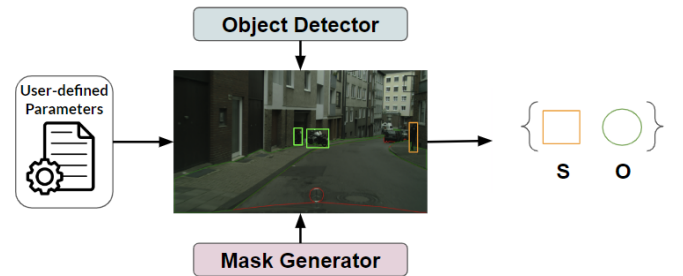 Object Detector
User-defined
Parameters
S
O
Mask Generator